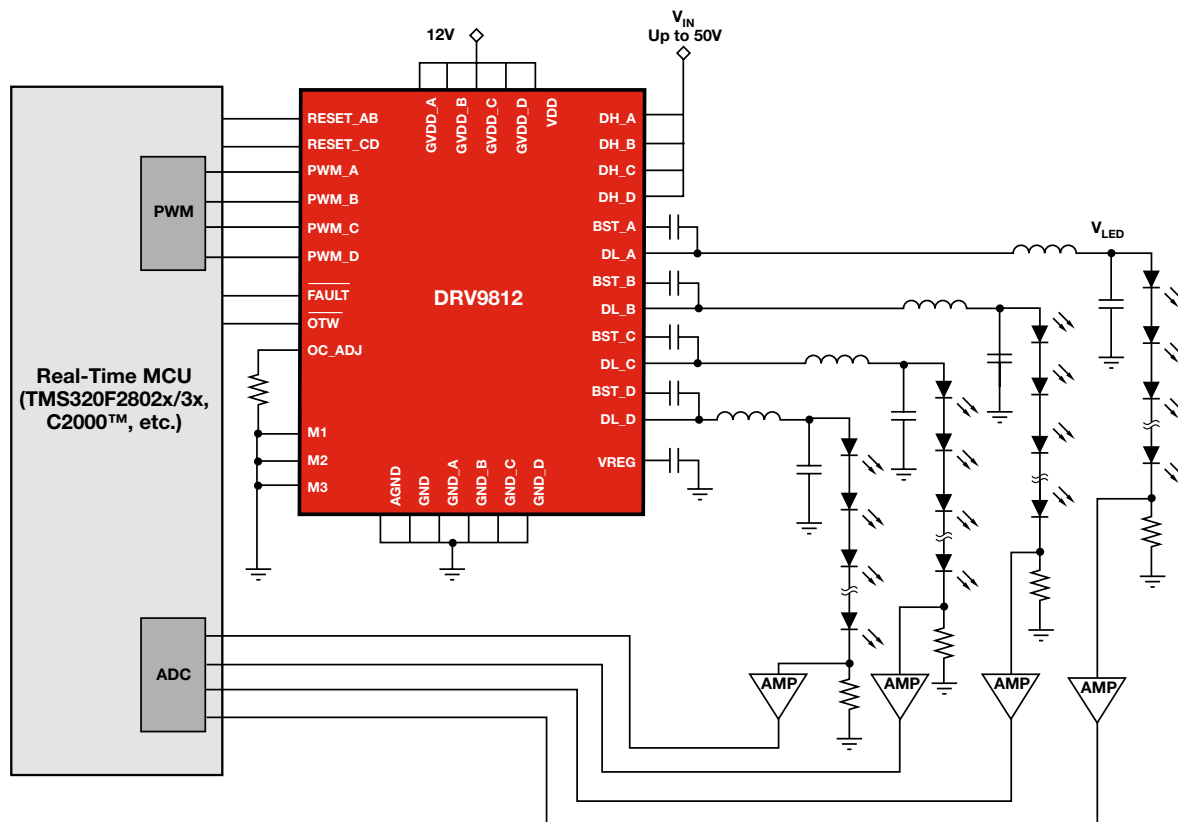 12V
V_IN
Up to 50V
GVDD_A
GVDD_B
GVDD_C
GVDD_D
VDD
RESET_AB
RESET_CD
PWM_A
PWM_B
PWM_C
PWM_D
FAULT
OTW
OC_ADJ
M1
M2
M3
PWM
DRV9812
DH_A
DH_B
DH_C
DH_D
BST_A
DL_A
BST_B
DL_B
BST_C
DL_C
BST_D
DL_D
VREG
V_LED
AGND
GND
GND_A
GND_B
GND_C
GND_D
Real-Time MCU
(TMS320F2802x/3x,
C2000™, etc.)
ADC
AMP
AMP
AMP
AMP